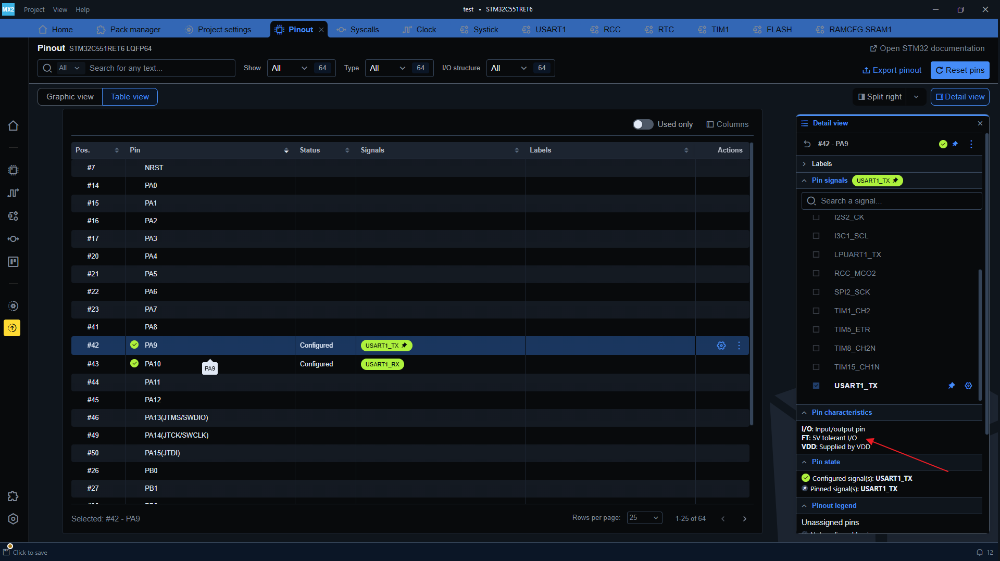 MX2 Project View Help test • STM32C551RET6
Home Pack manager Project settings Pinout Syscalls Clock Systick USART1 RCC RTC TIM1 FLASH RAMCFG.SRAM1
Pinout STM32C551RET6 LQFP64
Open STM32 documentation
All Search for any text... Show All 64 Type All 64 I/O structure All 64
Export pinout Reset pins
Graphic view Table view
Split right Detail view
Used only Columns
Pos. Pin Status Signals Labels Actions
#7 NRST
#14 PA0
#15 PA1
#16 PA2
#17 PA3
#20 PA4
#21 PA5
#22 PA6
#23 PA7
#41 PA8
#42 PA9 Configured USART1_TX
#43 PA10 Configured USART1_RX
PA9
#44 PA11
#45 PA12
#46 PA13(JTMS/SWDIO)
#49 PA14(JTCK/SWCLK)
#50 PA15(JTDI)
#26 PB0
#27 PB1
Selected: #42 - PA9
Rows per page: 25 1-25 of 64
Detail view
#42 - PA9
Labels
Pin signals USART1_TX
Search a signal...
I2S2_CK
I3C1_SCL
LPUART1_TX
RCC_MCO2
SPI2_SCK
TIM1_CH2
TIM5_ETR
TIM8_CH2N
TIM15_CH1N
USART1_TX
Pin characteristics
I/O: Input/output pin
FT: 5V tolerant I/O
VDD: Supplied by VDD
Pin state
Configured signal(s): USART1_TX
Pinned signal(s): USART1_TX
Pinout legend
Unassigned pins
Click to save
12